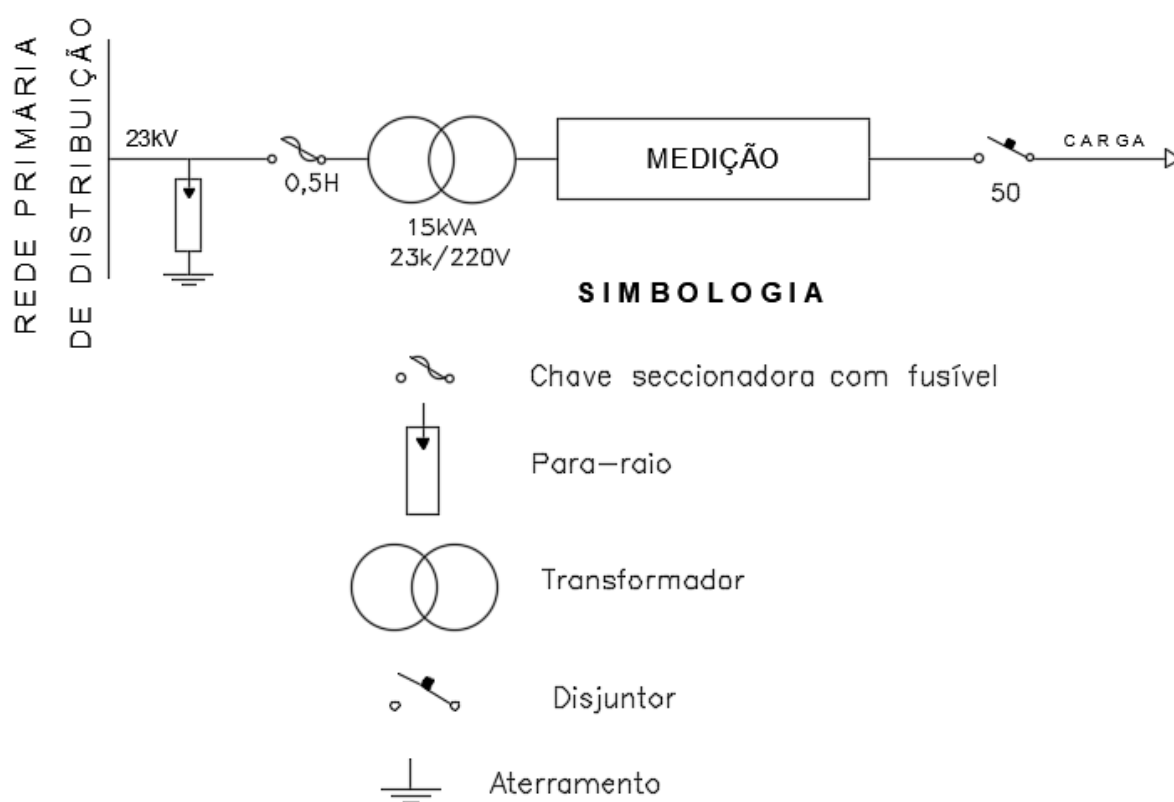 REDE PRIMÁRIA
DE DISTRIBUIÇÃO
23kV
0,5H
15kVA
23k/220V
MEDIÇÃO
50
CARGA
SIMBOLOGIA
Chave seccionadora com fusível
Para-raio
Transformador
Disjuntor
Aterramento